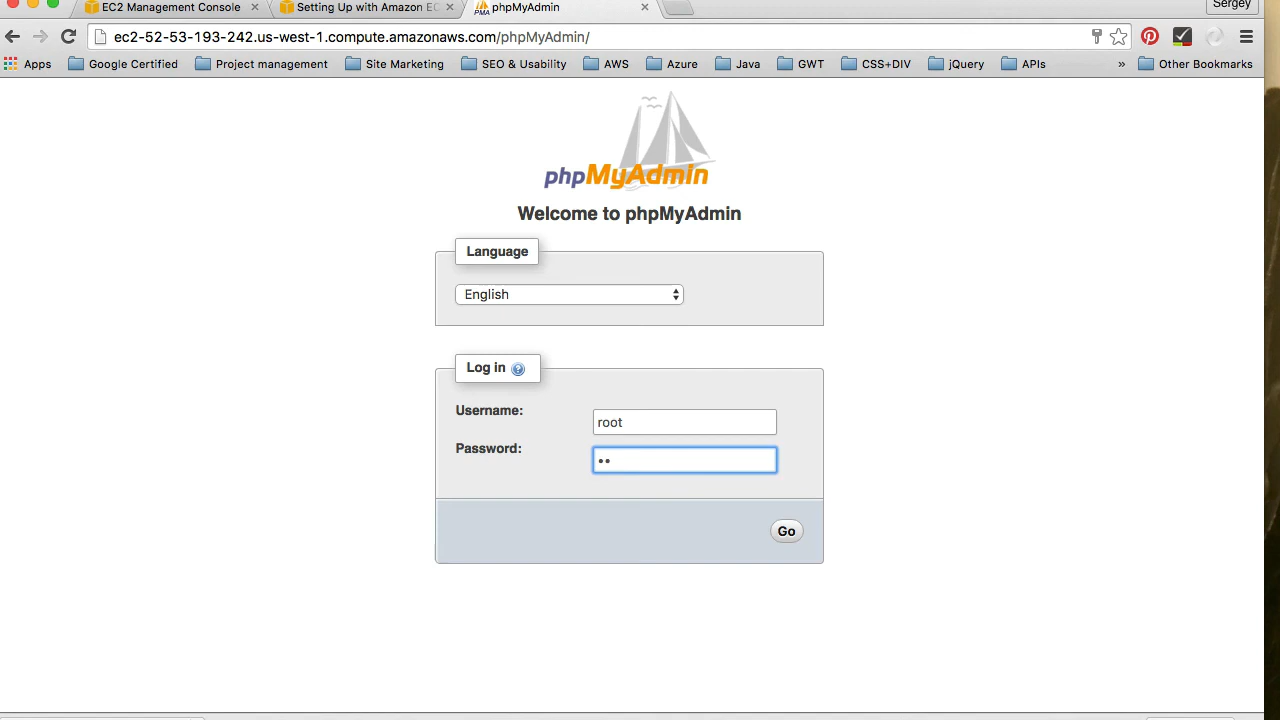 EC2 Management Console
Setting Up with Amazon EC
phpMyAdmin
Sergey
ec2-52-53-193-242.us-west-1.compute.amazonaws.com/phpMyAdmin/
Apps
Google Certified
Project management
Site Marketing
SEO & Usability
AWS
Azure
Java
GWT
CSS+DIV
jQuery
APIs
»
Other Bookmarks
phpMyAdmin
Welcome to phpMyAdmin
Language
English
Log in
Username:
root
Password:
••
Go